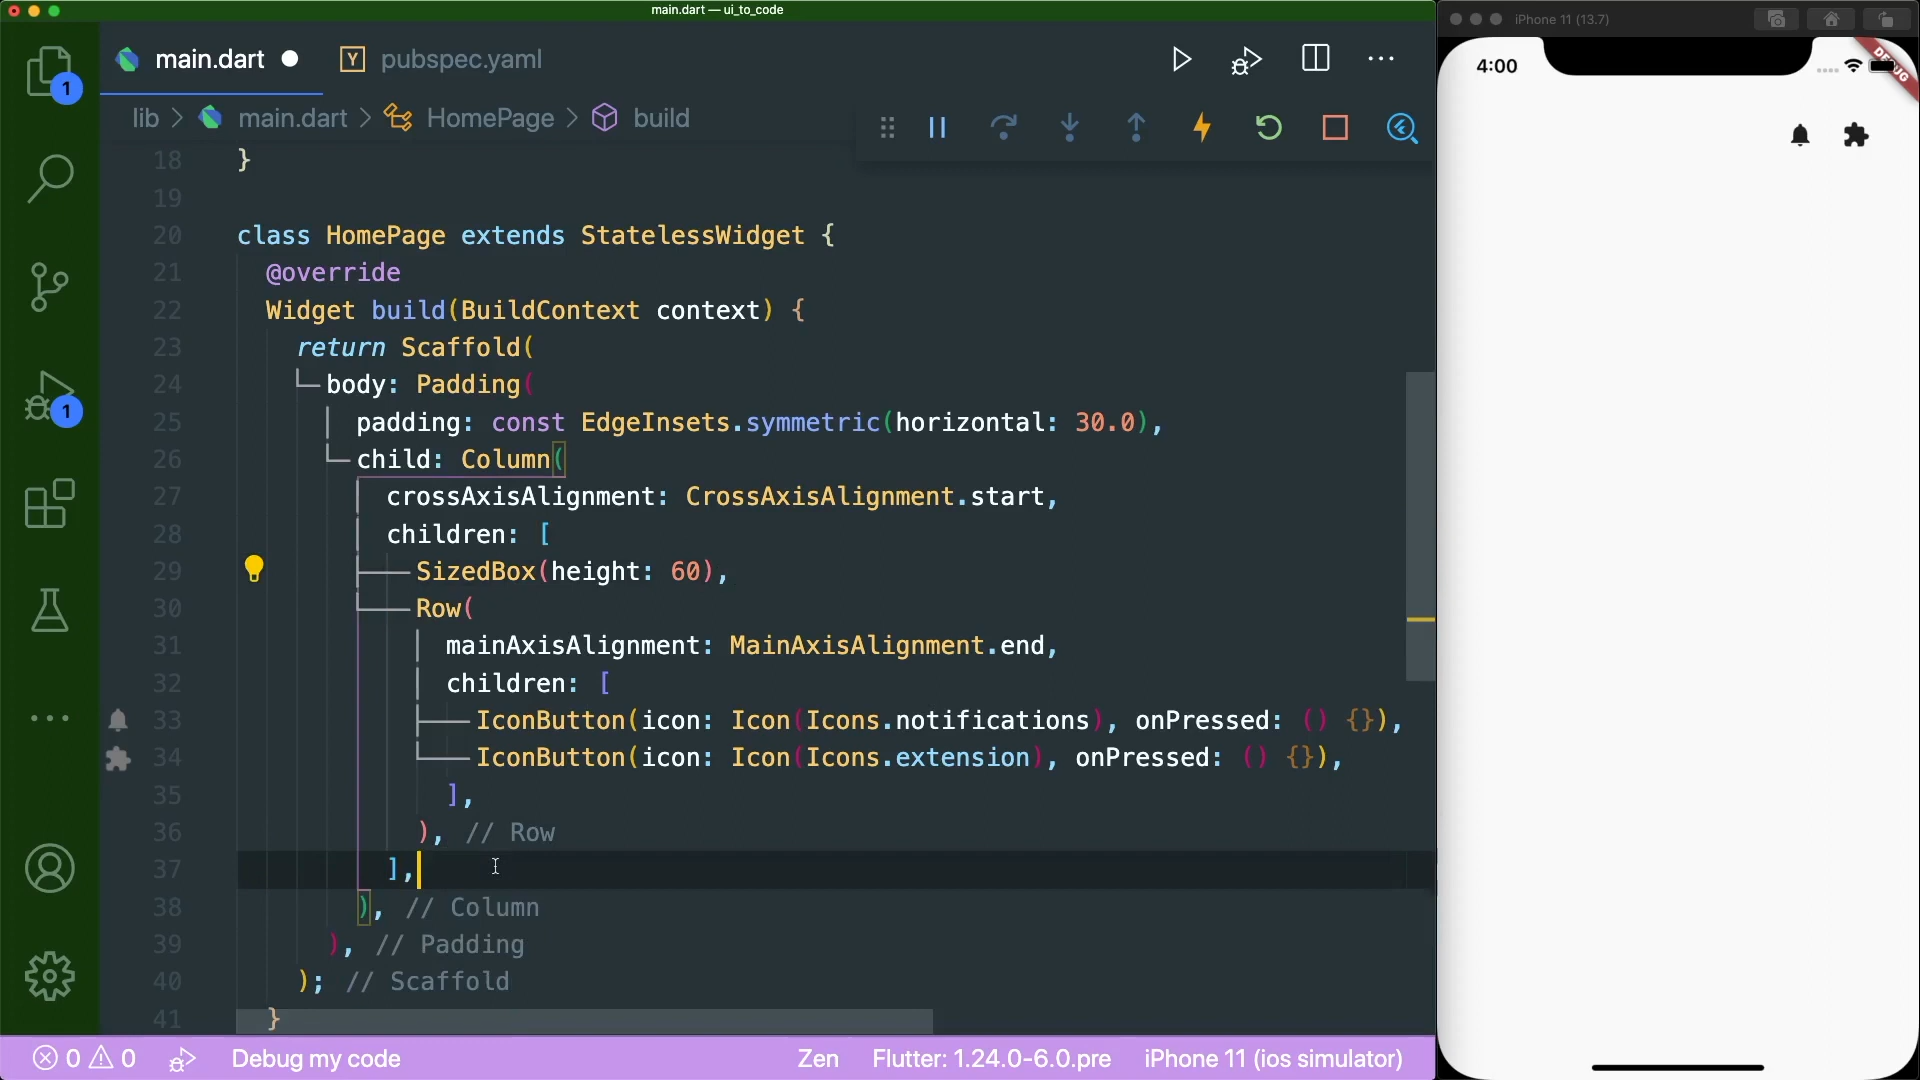 main.dart — ui_to_code
main.dart
pubspec.yaml
lib > main.dart > HomePage > build
18 }
19
20 class HomePage extends StatelessWidget {
21 @override
22 Widget build(BuildContext context) {
23 return Scaffold(
24 body: Padding(
25 padding: const EdgeInsets.symmetric(horizontal: 30.0),
26 child: Column(
27 crossAxisAlignment: CrossAxisAlignment.start,
28 children: [
29 SizedBox(height: 60),
30 Row(
31 mainAxisAlignment: MainAxisAlignment.end,
32 children: [
33 IconButton(icon: Icon(Icons.notifications), onPressed: () {}),
34 IconButton(icon: Icon(Icons.extension), onPressed: () {}),
35 ],
36 ), // Row
37 ],
38 ), // Column
39 ), // Padding
40 ); // Scaffold
41 }
1
1
0 0 Debug my code Zen Flutter: 1.24.0-6.0.pre iPhone 11 (ios simulator)
iPhone 11 (13.7)
4:00
DEBUG